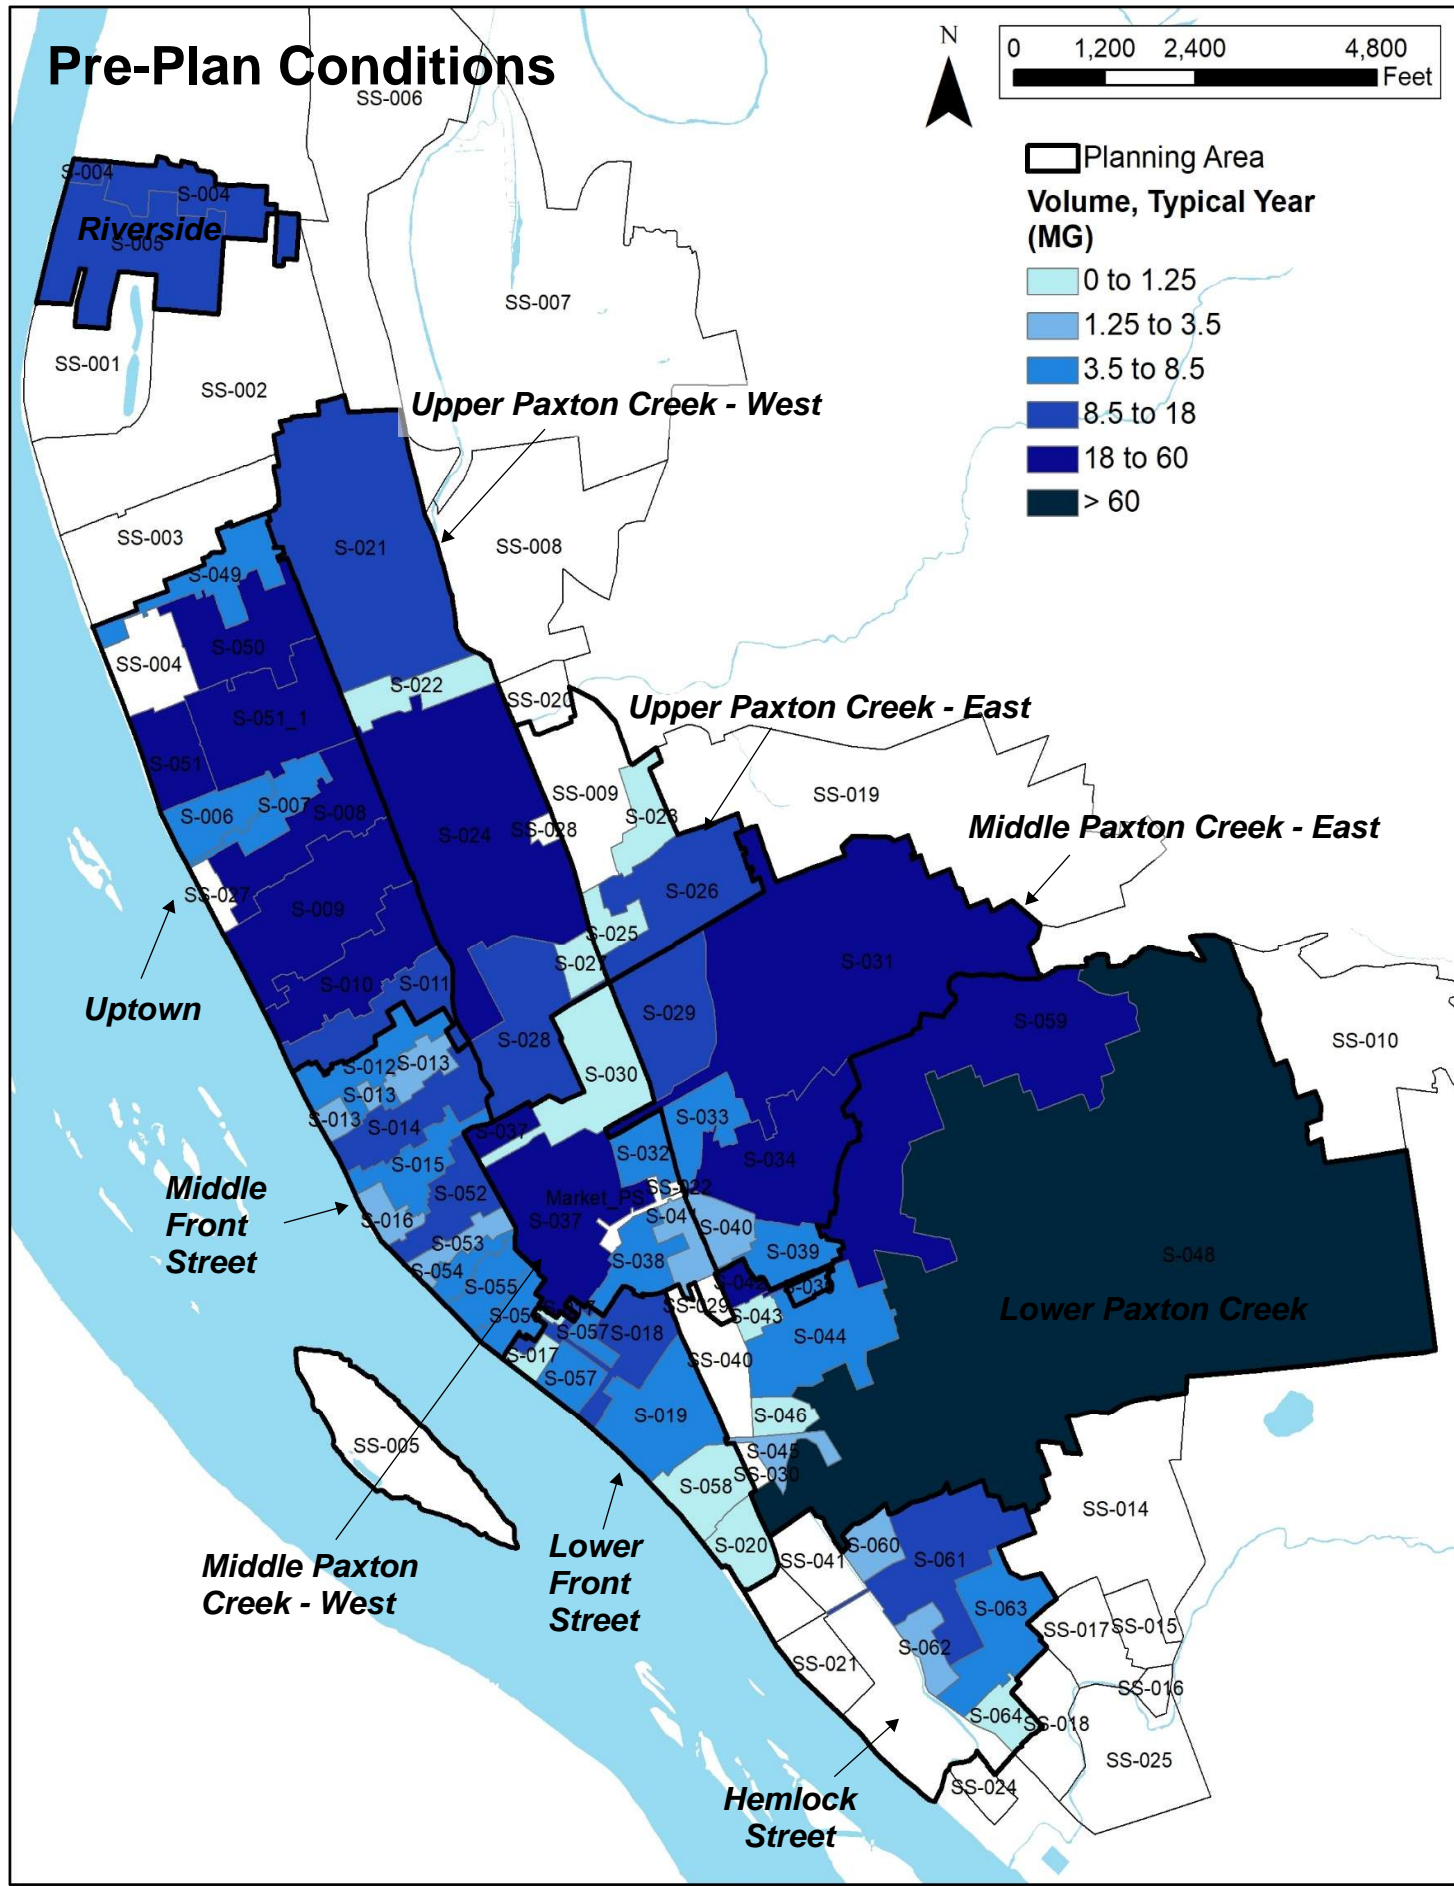 Pre-Plan Conditions
N
0 1,200 2,400 4,800
Feet
Planning Area
Volume, Typical Year
(MG)
0 to 1.25
1.25 to 3.5
3.5 to 8.5
8.5 to 18
18 to 60
> 60
SS-006
S-004
S-004
Riverside
S-005
SS-007
SS-001
SS-002
Upper Paxton Creek - West
SS-003
S-021
SS-008
S-049
S-050
SS-004
S-022
SS-020
Upper Paxton Creek - East
S-051_1
S-051
SS-009
SS-019
S-006
S-007
S-008
S-024
SS-028
S-023
Middle Paxton Creek - East
SS-027
S-009
S-026
S-025
S-027
S-031
S-010
S-011
Uptown
S-029
S-059
S-028
SS-010
S-012
S-013
S-030
S-013
S-013
S-014
S-037
S-033
S-032
S-034
S-015
Middle
Front
Street
S-052
SS-022
Market_PS
S-016
S-037
S-041
S-040
S-053
S-038
S-039
S-048
S-054
S-055
S-042
S-035
Lower Paxton Creek
S-056
S-017
SS-029
S-043
S-057
S-018
S-044
S-017
SS-040
S-057
S-019
S-046
SS-005
S-045
SS-030
S-058
SS-014
Lower
Front
Street
S-020
S-060
SS-041
S-061
Middle Paxton
Creek - West
S-063
SS-017
SS-015
S-062
SS-021
SS-016
S-064
SS-018
SS-025
SS-024
Hemlock
Street